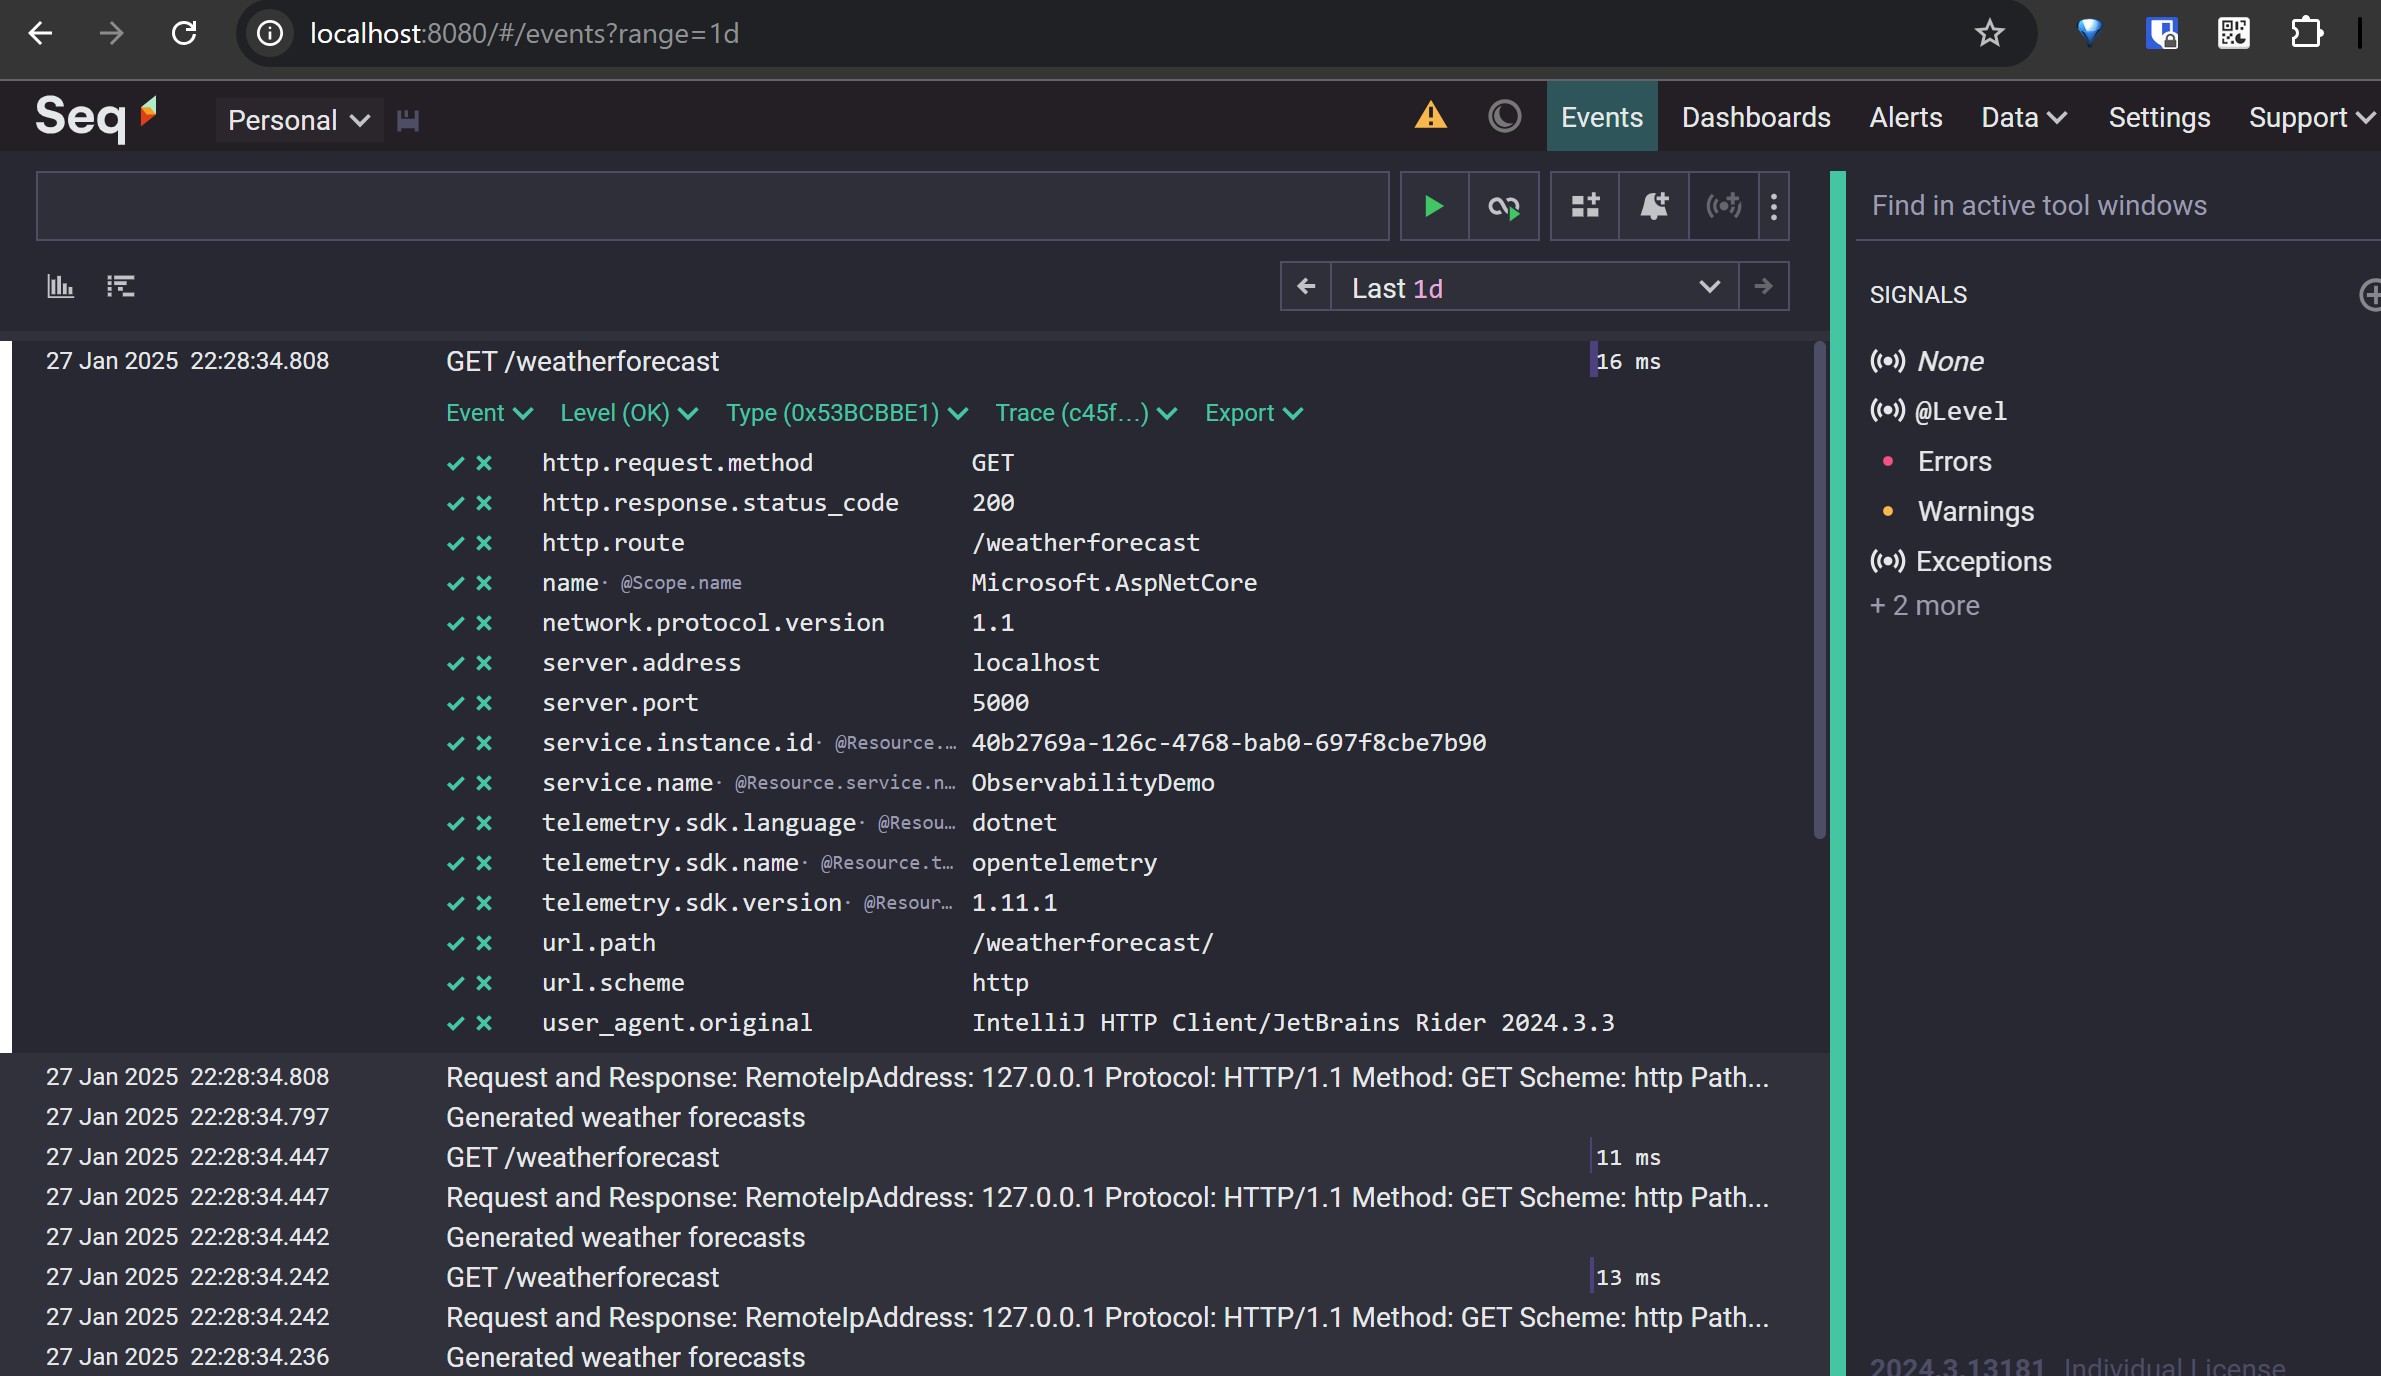 localhost:8080/#/events?range=1d
Seq Personal Events Dashboards Alerts Data Settings Support
Find in active tool windows
Last 1d
SIGNALS
None
@Level
Errors
Warnings
Exceptions
+ 2 more
27 Jan 2025 22:28:34.808 GET /weatherforecast 16 ms
Event Level (OK) Type (0x53BCBBE1) Trace (c45f...) Export
http.request.method GET
http.response.status_code 200
http.route /weatherforecast
name· @Scope.name Microsoft.AspNetCore
network.protocol.version 1.1
server.address localhost
server.port 5000
service.instance.id· @Resource.… 40b2769a-126c-4768-bab0-697f8cbe7b90
service.name· @Resource.service.n… ObservabilityDemo
telemetry.sdk.language· @Resou… dotnet
telemetry.sdk.name· @Resource.t… opentelemetry
telemetry.sdk.version· @Resour… 1.11.1
url.path /weatherforecast/
url.scheme http
user_agent.original IntelliJ HTTP Client/JetBrains Rider 2024.3.3
27 Jan 2025 22:28:34.808 Request and Response: RemoteIpAddress: 127.0.0.1 Protocol: HTTP/1.1 Method: GET Scheme: http Path...
27 Jan 2025 22:28:34.797 Generated weather forecasts
27 Jan 2025 22:28:34.447 GET /weatherforecast 11 ms
27 Jan 2025 22:28:34.447 Request and Response: RemoteIpAddress: 127.0.0.1 Protocol: HTTP/1.1 Method: GET Scheme: http Path...
27 Jan 2025 22:28:34.442 Generated weather forecasts
27 Jan 2025 22:28:34.242 GET /weatherforecast 13 ms
27 Jan 2025 22:28:34.242 Request and Response: RemoteIpAddress: 127.0.0.1 Protocol: HTTP/1.1 Method: GET Scheme: http Path...
27 Jan 2025 22:28:34.236 Generated weather forecasts
2024.3.13181 Individual License